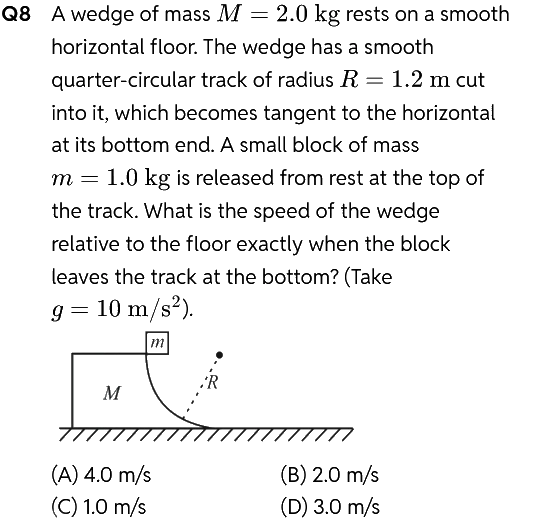 Q8 A wedge of mass M = 2.0 kg rests on a smooth
horizontal floor. The wedge has a smooth
quarter-circular track of radius R = 1.2 m cut
into it, which becomes tangent to the horizontal
at its bottom end. A small block of mass
m = 1.0 kg is released from rest at the top of
the track. What is the speed of the wedge
relative to the floor exactly when the block
leaves the track at the bottom? (Take
g = 10 m/s²).
m
R
M
(A) 4.0 m/s (B) 2.0 m/s
(C) 1.0 m/s (D) 3.0 m/s